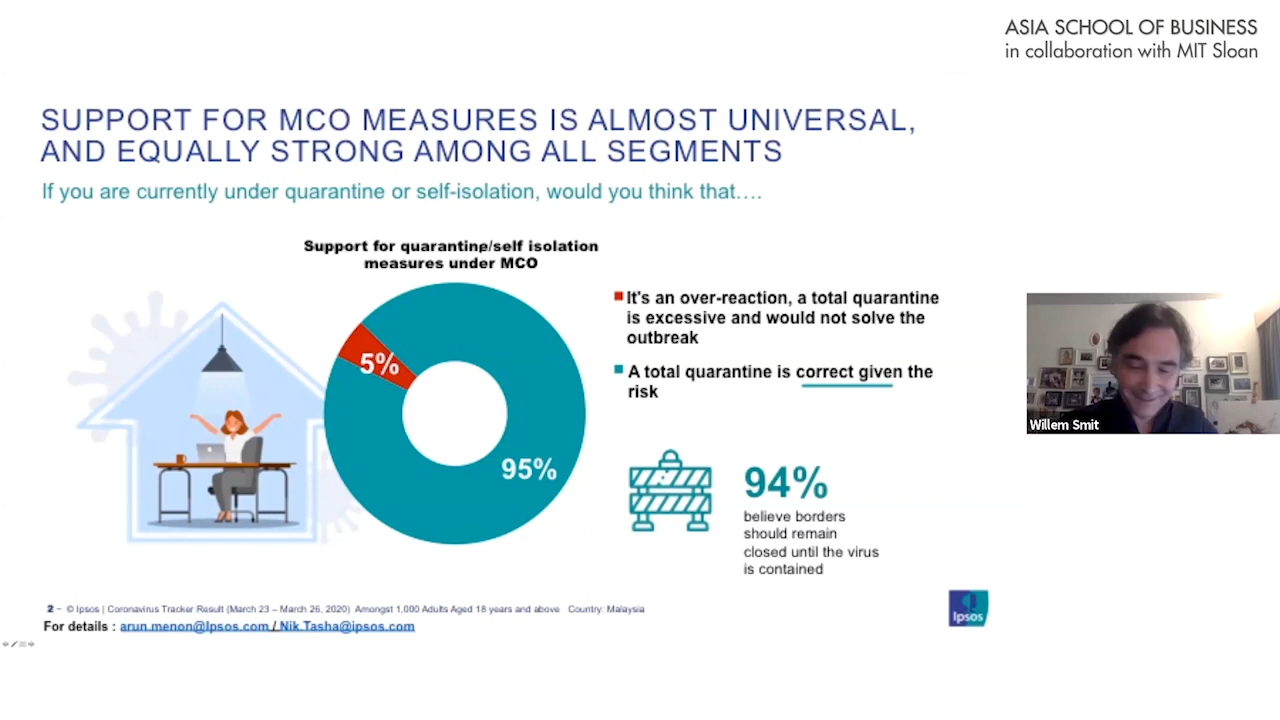 ASIA SCHOOL OF BUSINESS
in collaboration with MIT Sloan
SUPPORT FOR MCO MEASURES IS ALMOST UNIVERSAL,
AND EQUALLY STRONG AMONG ALL SEGMENTS
If you are currently under quarantine or self-isolation, would you think that….
Support for quarantine/self isolation
measures under MCO
5%
95%
It's an over-reaction, a total quarantine
is excessive and would not solve the
outbreak
A total quarantine is correct given the
risk
94%
believe borders
should remain
closed until the virus
is contained
Willem Smit
2 – © Ipsos | Coronavirus Tracker Result (March 23 – March 26, 2020) Amongst 1,000 Adults Aged 18 years and above Country: Malaysia
For details : arun.menon@Ipsos.com / Nik.Tasha@ipsos.com
Ipsos